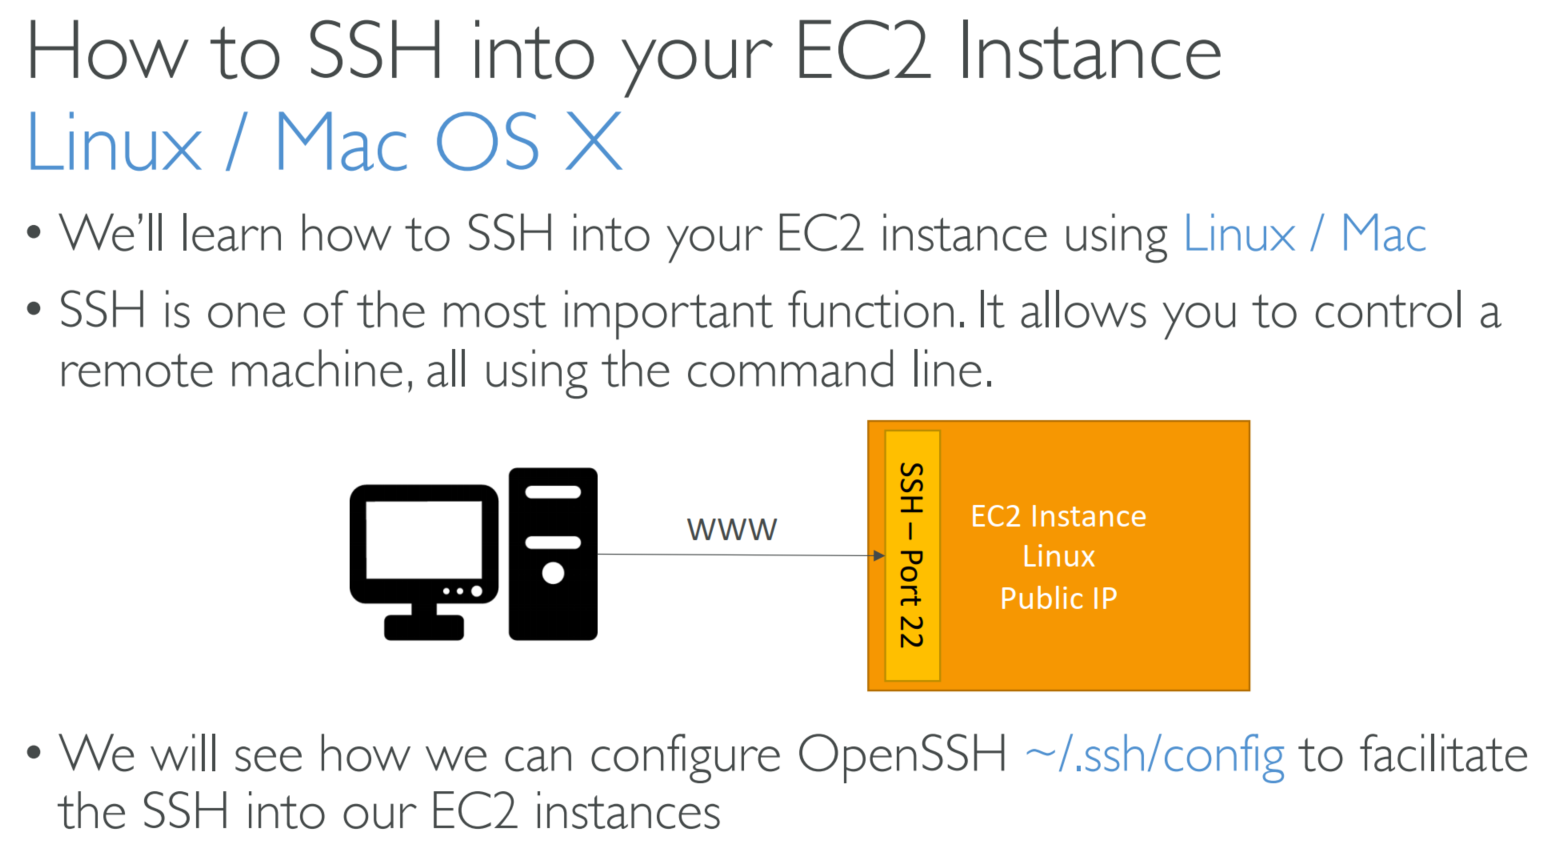 How to SSH into your EC2 Instance
Linux / Mac OS X
• We'll learn how to SSH into your EC2 instance using Linux / Mac
• SSH is one of the most important function. It allows you to control a
remote machine, all using the command line.
WWW
SSH – Port 22
EC2 Instance
Linux
Public IP
• We will see how we can configure OpenSSH ~/.ssh/config to facilitate
the SSH into our EC2 instances